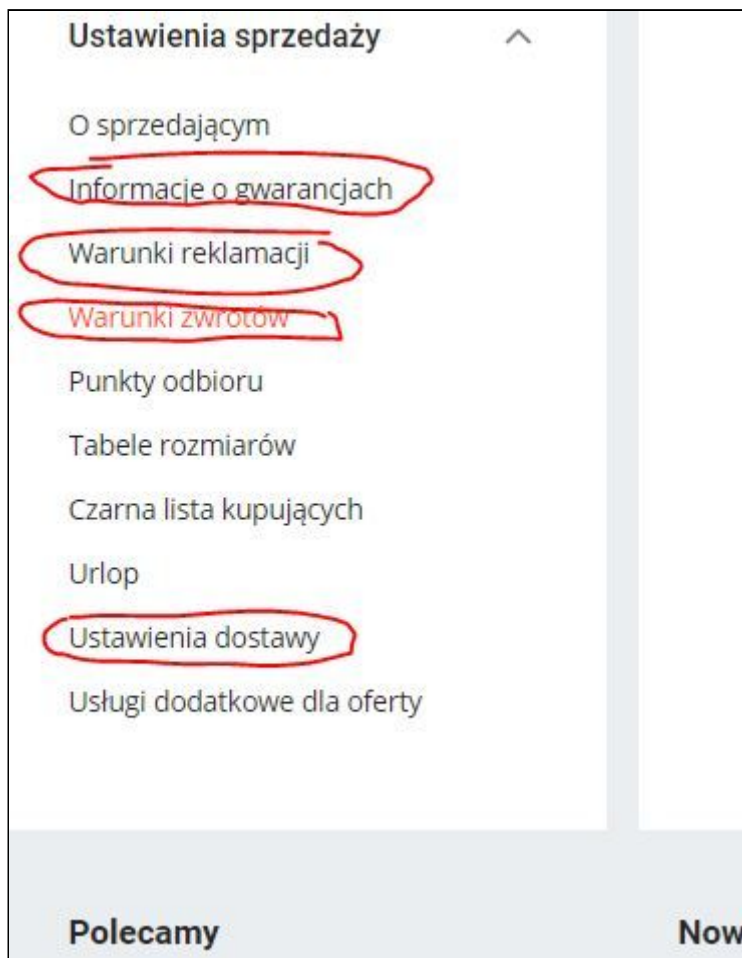 Ustawienia sprzedaży
O sprzedającym
Informacje o gwarancjach
Warunki reklamacji
Warunki zwrotów
Punkty odbioru
Tabele rozmiarów
Czarna lista kupujących
Urlop
Ustawienia dostawy
Usługi dodatkowe dla oferty
Polecamy